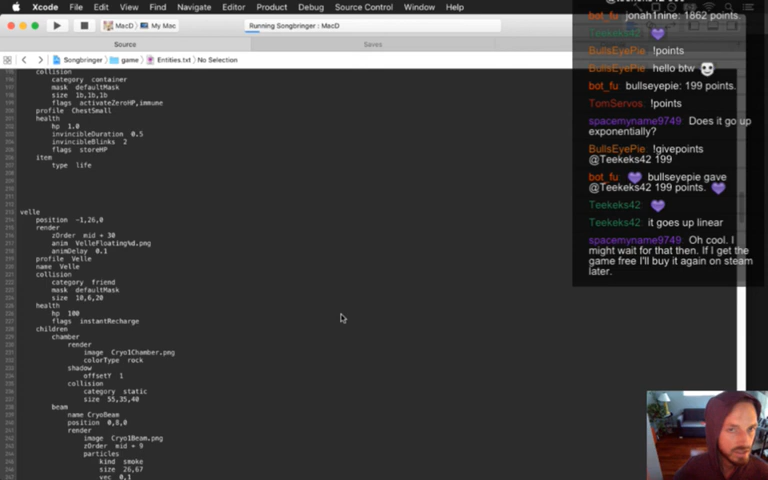 Xcode File Edit View Find Navigate Editor Product Debug Source Control
MacD My Mac
Running Songbringer : MacD
Source
Saves
Songbringer game Entities.txt No Selection
collision
category container
mask defaultMask
size 1b,1b,1b
flags activateZeroHP,immune
profile ChestSmall
health
hp 1.0
invincibleDuration 0.5
invincibleBlinks 2
flags storeHP
item
type life
velle
position -1,26,0
render
zOrder mid + 30
anim VelleFloating%d.png
animDelay 0.1
profile Velle
name Velle
collision
category friend
mask defaultMask
size 10,6,20
health
hp 100
flags instantRecharge
children
chamber
render
image Cryo1Chamber.png
colorType rock
shadow
offsetY 1
collision
category static
size 55,35,40
beam
name CryoBeam
position 0,8,0
render
image Cryo1Beam.png
zOrder mid + 9
particles
kind smoke
size 26,67
vec 0,1
bot_fu: jonah1nine: 1862 points.
Teekeks42:
BullsEyePie: !points
BullsEyePie: hello btw
bot_fu: bullseyepie: 199 points.
TomServos: !points
spacemyname9749: Does it go up
exponentially?
BullsEyePie: !givepoints
@Teekeks42 199
bot_fu: bullseyepie gave
@Teekeks42 199 points.
Teekeks42:
Teekeks42: it goes up linear
spacemyname9749: Oh cool. I
might wait for that then. If I get the
game free I'll buy it again on steam
later.